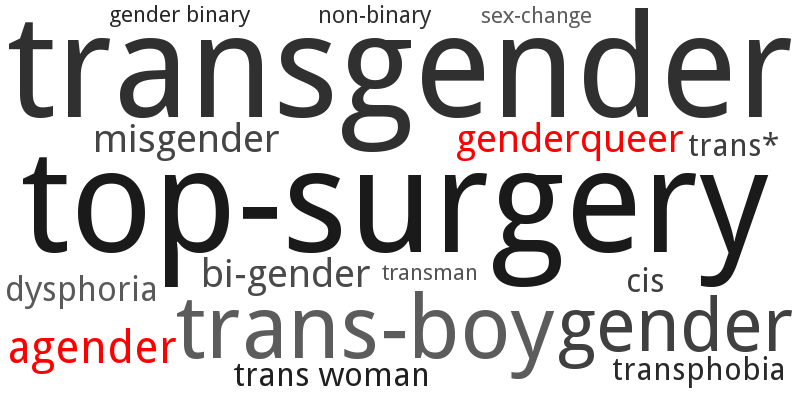 gender binary non-binary sex-change
transgender
misgender genderqueer trans*
top-surgery
dysphoria bi-gender transman cis
agender trans-boy gender
trans woman transphobia